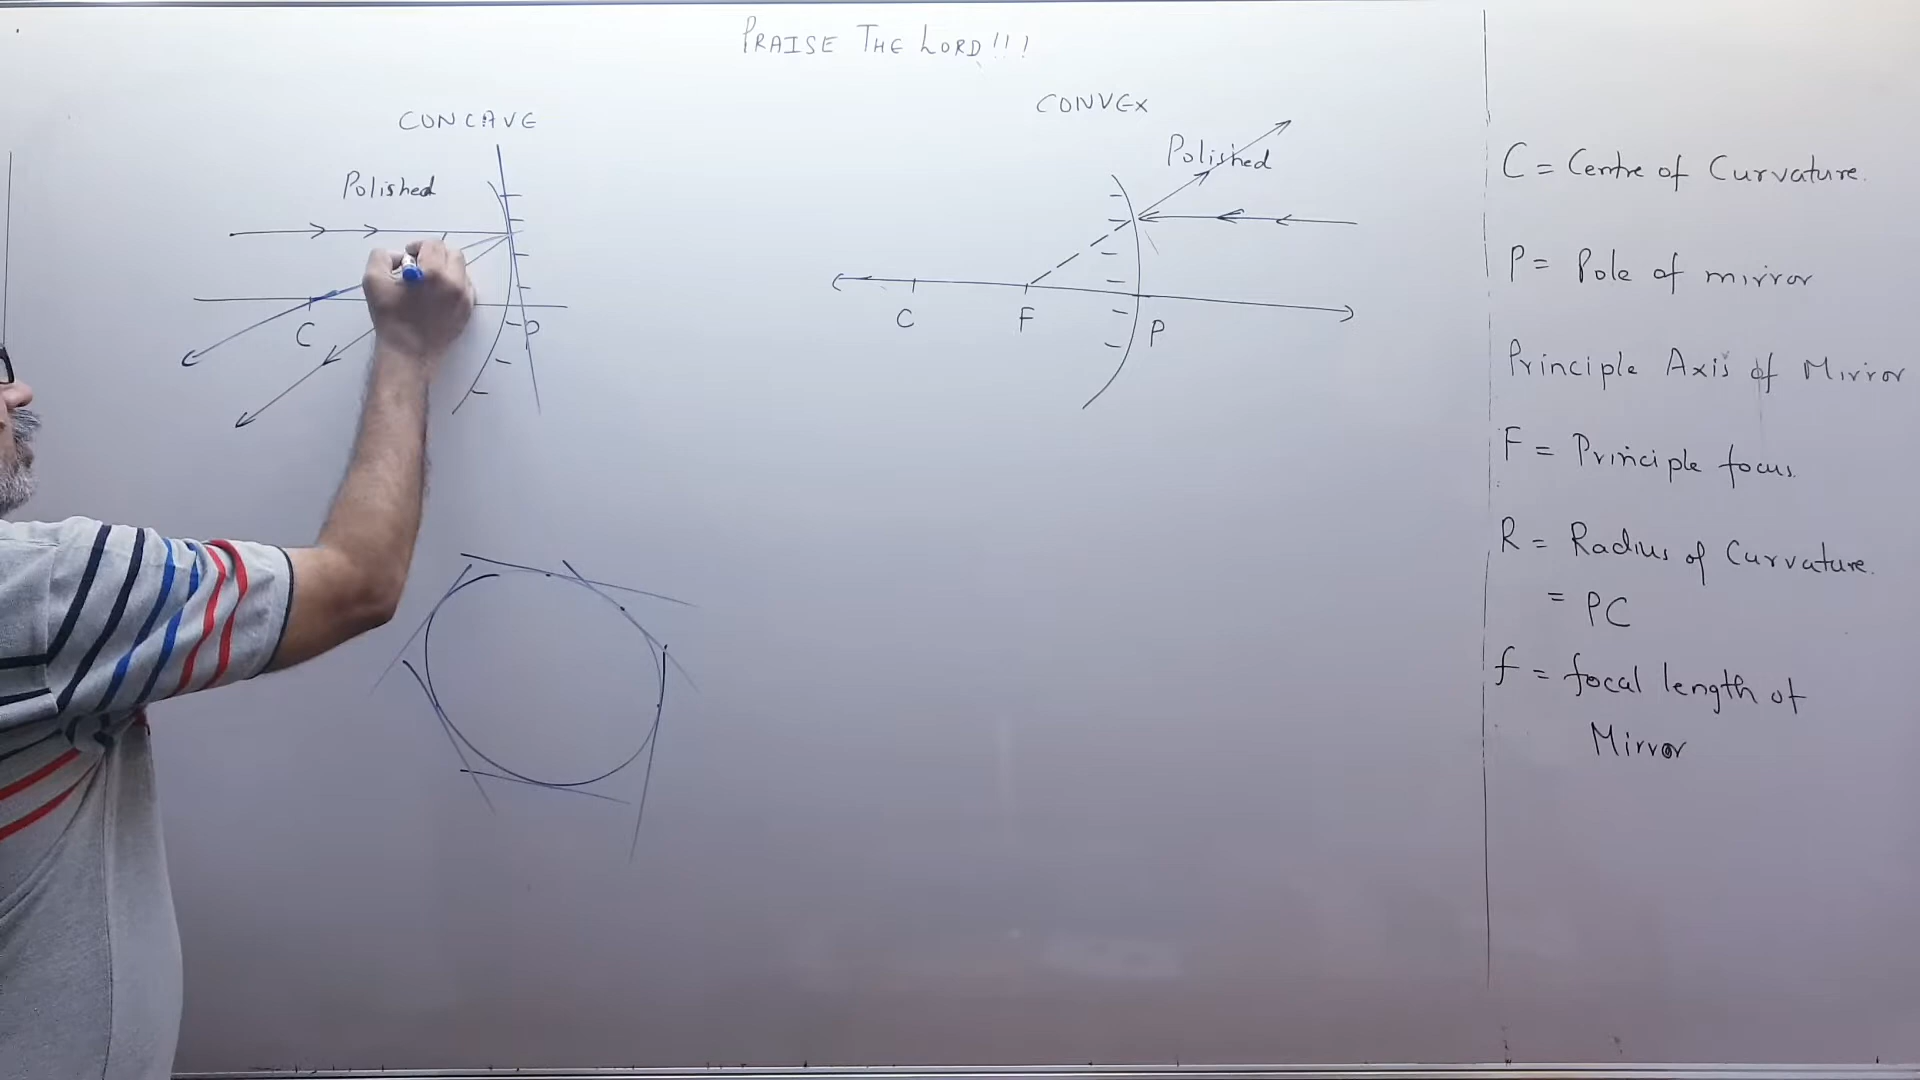 PRAISE THE LORD!!!
CONCAVE
Polished
C
P
CONVEX
Polished
C
F
P
C = Centre of Curvature.
P = Pole of mirror
Principle Axis of Mirror
F = Principle focus.
R = Radius of Curvature.
= PC
f = focal length of
Mirror